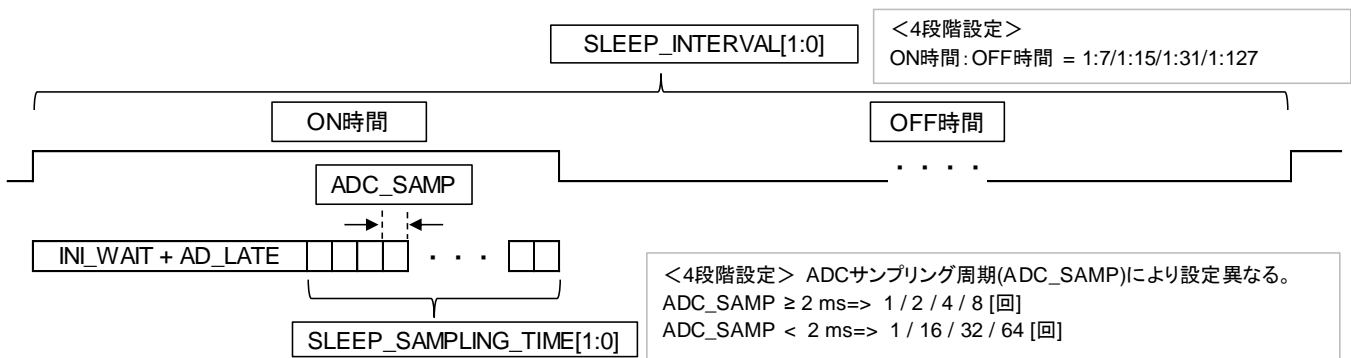 SLEEP_INTERVAL[1:0]
＜4段階設定＞
ON時間：OFF時間 = 1:7/1:15/1:31/1:127
ON時間
OFF時間
・・・・
ADC_SAMP
INI_WAIT + AD_LATE
・・・
SLEEP_SAMPLING_TIME[1:0]
＜4段階設定＞ ADCサンプリング周期(ADC_SAMP)により設定異なる。
ADC_SAMP ≥ 2 ms=> 1 / 2 / 4 / 8 [回]
ADC_SAMP < 2 ms=> 1 / 16 / 32 / 64 [回]